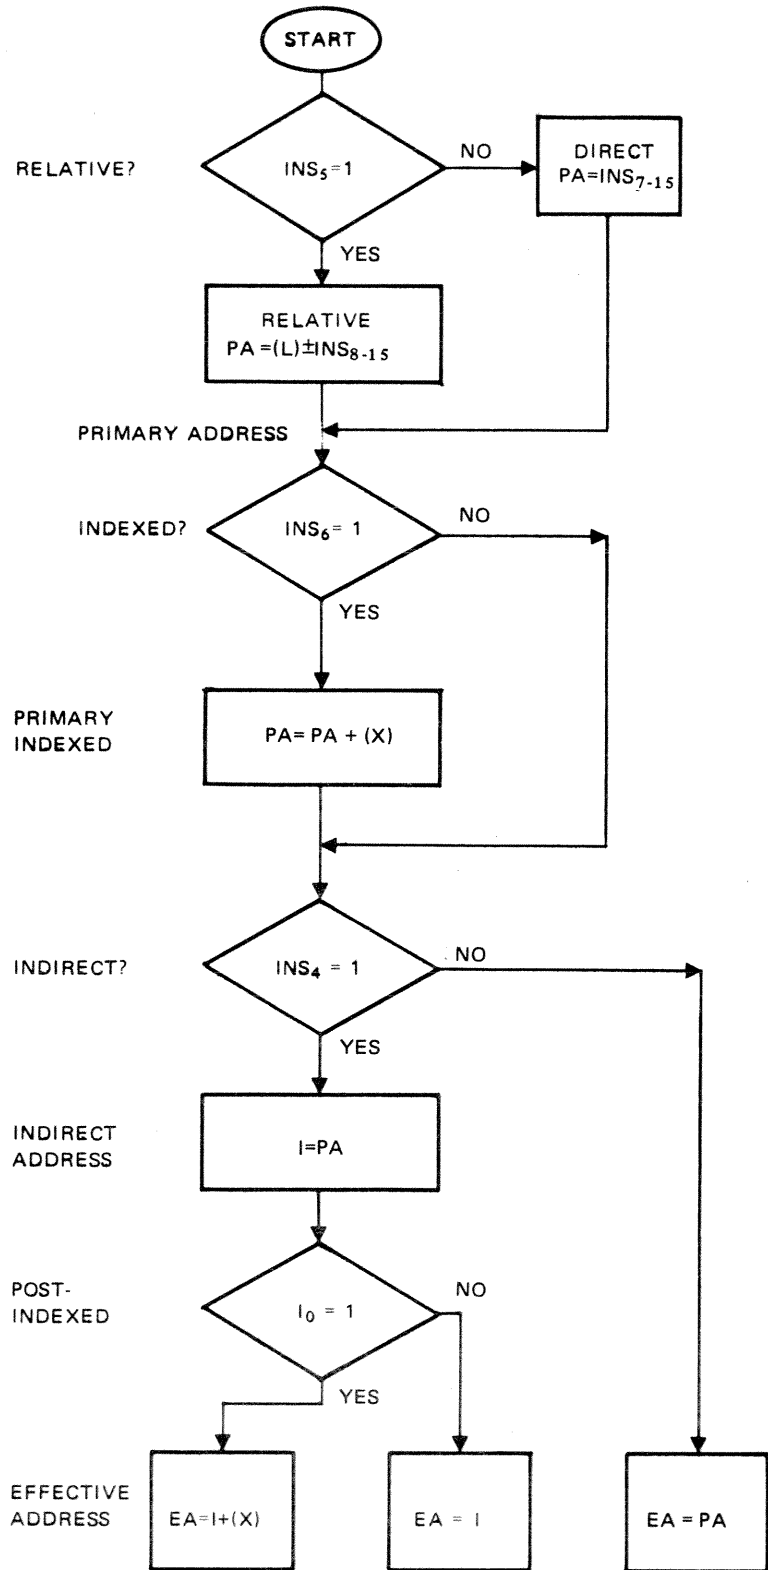 START
RELATIVE?
INS₅=1
NO
DIRECT
PA=INS₇₋₁₅
YES
RELATIVE
PA=(L)±INS₈₋₁₅
PRIMARY ADDRESS
INDEXED?
INS₆= 1
NO
YES
PRIMARY
INDEXED
PA= PA + (X)
INDIRECT?
INS₄ = 1
NO
YES
INDIRECT
ADDRESS
I=PA
POST-
INDEXED
I₀ = 1
NO
YES
EFFECTIVE
ADDRESS
EA=I+(X)
EA = I
EA = PA